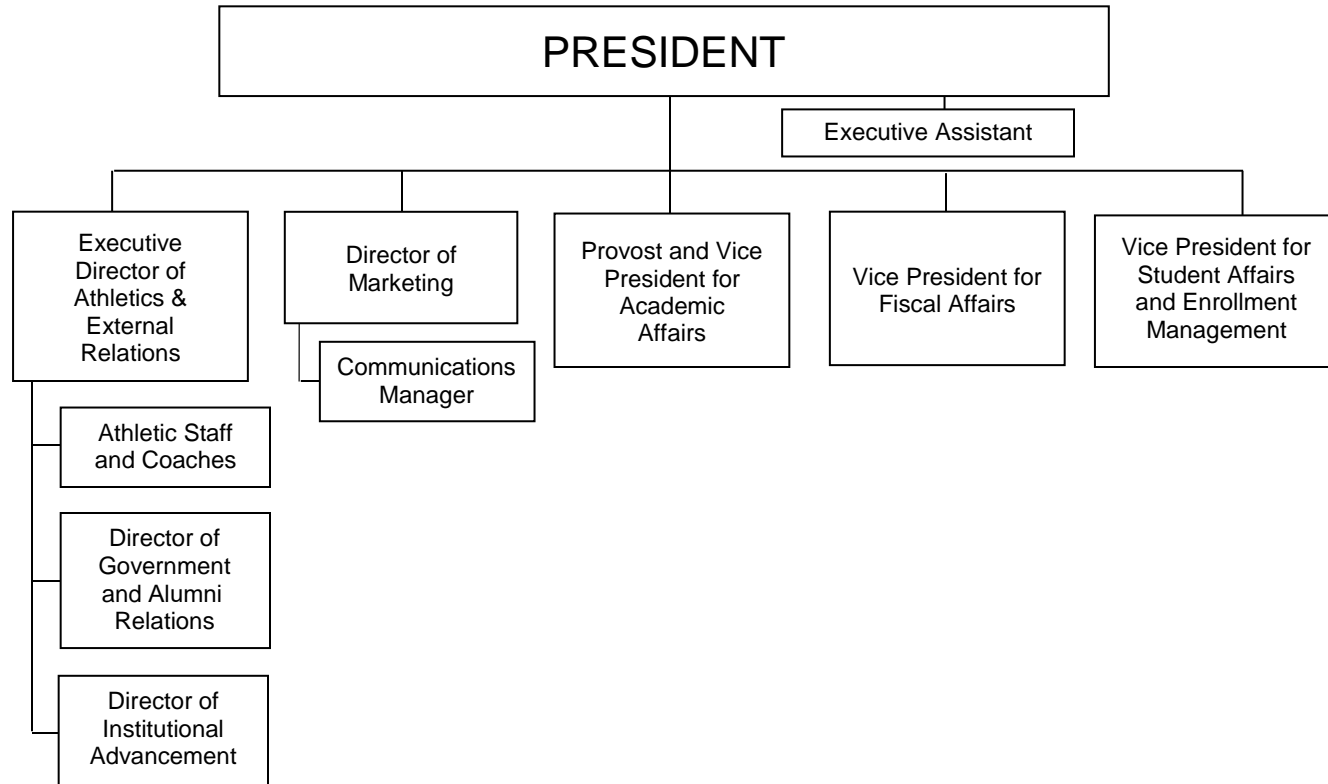 PRESIDENT
Executive Assistant
Executive
Director of
Athletics &
External
Relations
Director of
Marketing
Provost and Vice
President for
Academic
Affairs
Vice President for
Fiscal Affairs
Vice President for
Student Affairs
and Enrollment
Management
Communications
Manager
Athletic Staff
and Coaches
Director of
Government
and Alumni
Relations
Director of
Institutional
Advancement